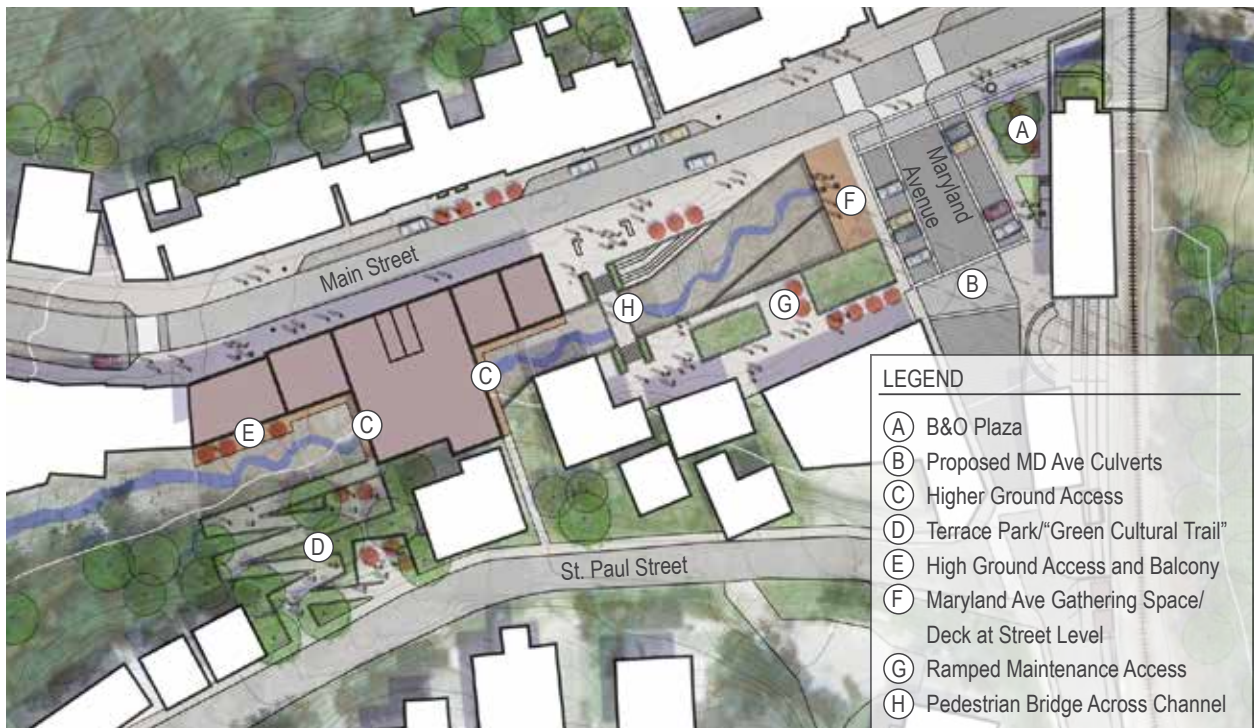 A
Maryland
Avenue
F
Main Street
H
G
B
C
C
E
D
St. Paul Street
LEGEND
A B&O Plaza
B Proposed MD Ave Culverts
C Higher Ground Access
D Terrace Park/“Green Cultural Trail”
E High Ground Access and Balcony
F Maryland Ave Gathering Space/
Deck at Street Level
G Ramped Maintenance Access
H Pedestrian Bridge Across Channel